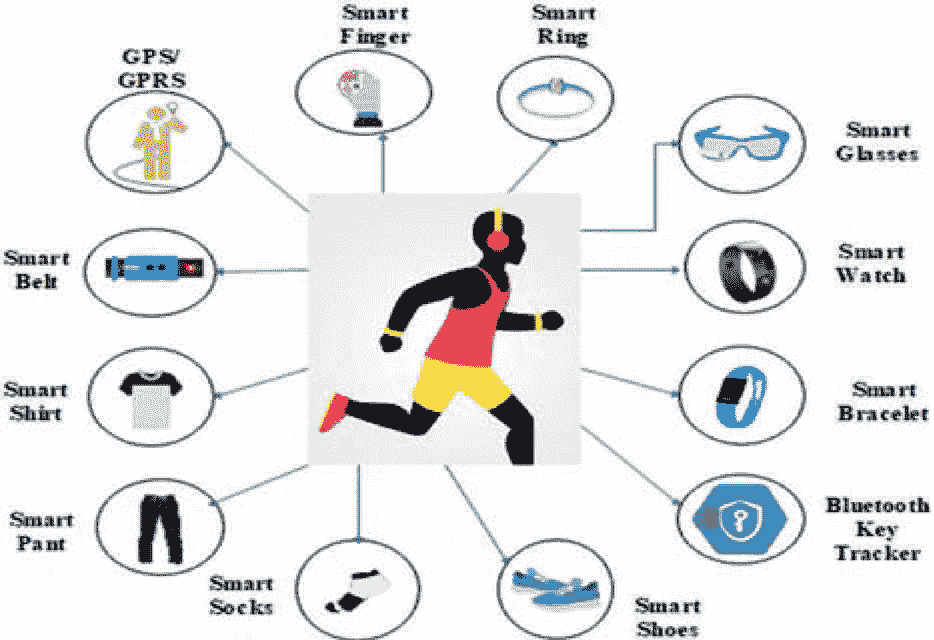 Smart
Finger
Smart
Ring
GPS/
GPRS
Smart
Glasses
Smart
Belt
Smart
Watch
Smart
Shirt
Smart
Bracelet
Smart
Pant
Bluetooth
Key
Tracker
Smart
Socks
Smart
Shoes